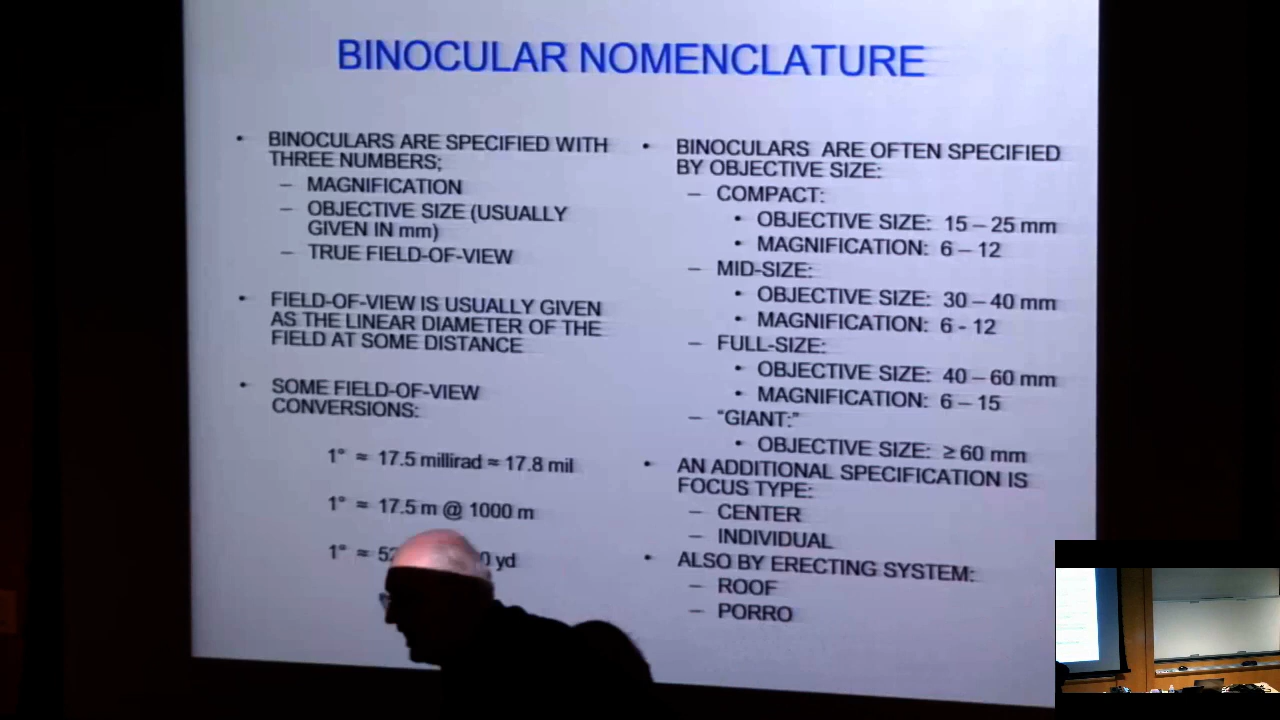 BINOCULAR NOMENCLATURE
• BINOCULARS ARE SPECIFIED WITH
THREE NUMBERS;
– MAGNIFICATION
– OBJECTIVE SIZE (USUALLY
GIVEN IN mm)
– TRUE FIELD-OF-VIEW
• FIELD-OF-VIEW IS USUALLY GIVEN
AS THE LINEAR DIAMETER OF THE
FIELD AT SOME DISTANCE
• SOME FIELD-OF-VIEW
CONVERSIONS:
1° ≈ 17.5 millirad ≈ 17.8 mil
1° ≈ 17.5 m @ 1000 m
1° ≈ yd
• BINOCULARS ARE OFTEN SPECIFIED
BY OBJECTIVE SIZE:
– COMPACT:
• OBJECTIVE SIZE: 15 – 25 mm
• MAGNIFICATION: 6 – 12
– MID-SIZE:
• OBJECTIVE SIZE: 30 – 40 mm
• MAGNIFICATION: 6 - 12
– FULL-SIZE:
• OBJECTIVE SIZE: 40 – 60 mm
• MAGNIFICATION: 6 – 15
– “GIANT:”
• OBJECTIVE SIZE: ≥ 60 mm
• AN ADDITIONAL SPECIFICATION IS
FOCUS TYPE:
– CENTER
– INDIVIDUAL
• ALSO BY ERECTING SYSTEM:
– ROOF
– PORRO